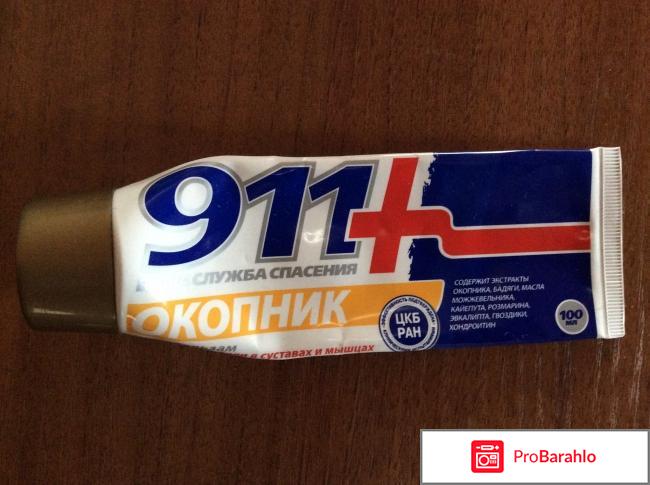 911
СЛУЖБА СПАСЕНИЯ
ОКОПНИК
в суставах и мышцах
ЦКБ
РАН
СОДЕРЖИТ ЭКСТРАКТЫ
ОКОПНИКА, БАДЯГИ, МАСЛА
МОЖЖЕВЕЛЬНИКА,
КАЙЕПУТА, РОЗМАРИНА,
ЭВКАЛИПТА, ГВОЗДИКИ,
ХОНДРОИТИН
100
МЛ
ProBarahlo